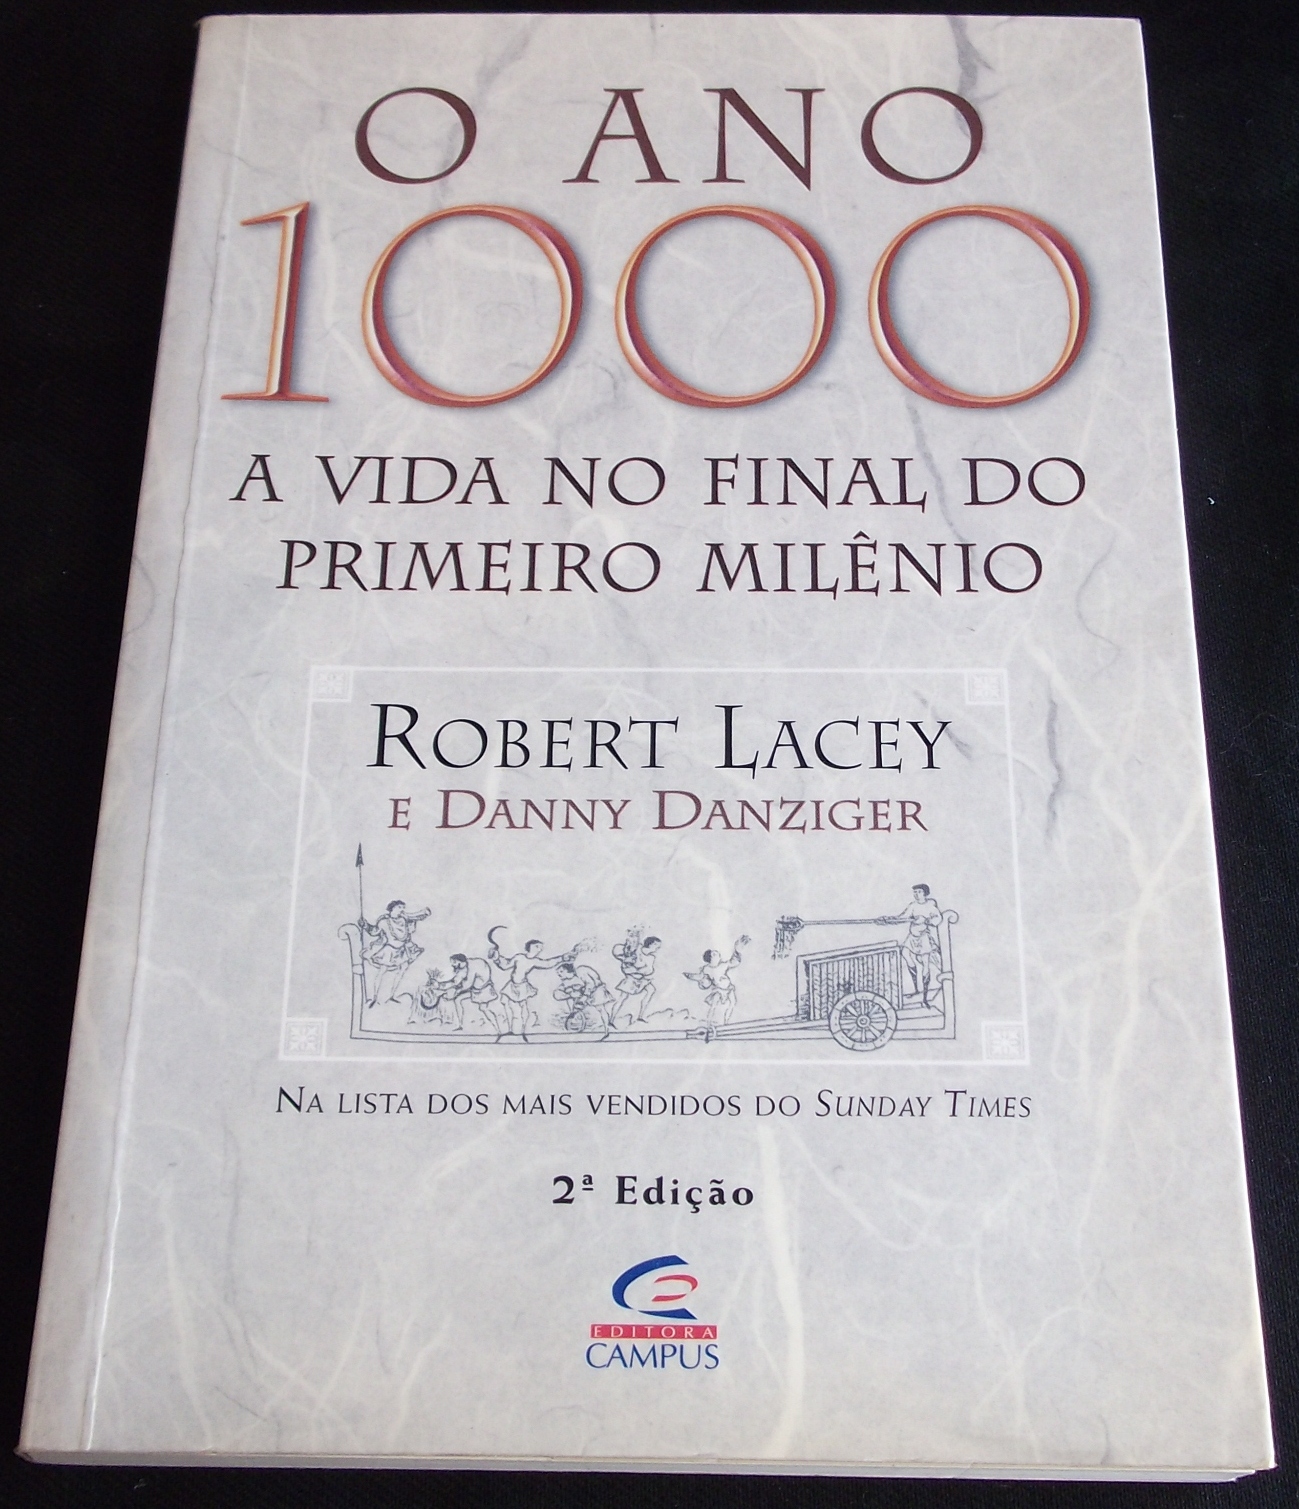 O ANO
1000
A VIDA NO FINAL DO
PRIMEIRO MILÊNIO
ROBERT LACEY
E DANNY DANZIGER
NA LISTA DOS MAIS VENDIDOS DO SUNDAY TIMES
2ª Edição
EDITORA
CAMPUS